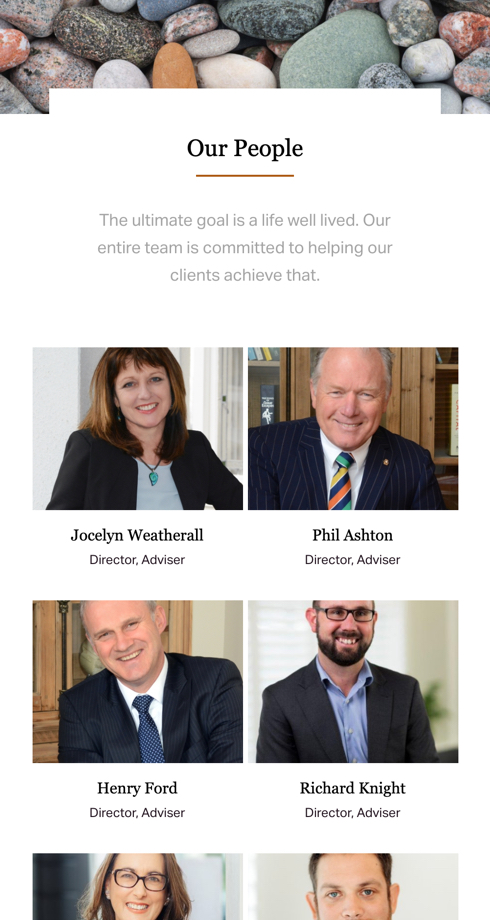 Our People
The ultimate goal is a life well lived. Our
entire team is committed to helping our
clients achieve that.
Jocelyn Weatherall
Phil Ashton
Director, Adviser
Director, Adviser
Henry Ford
Richard Knight
Director, Adviser
Director, Adviser